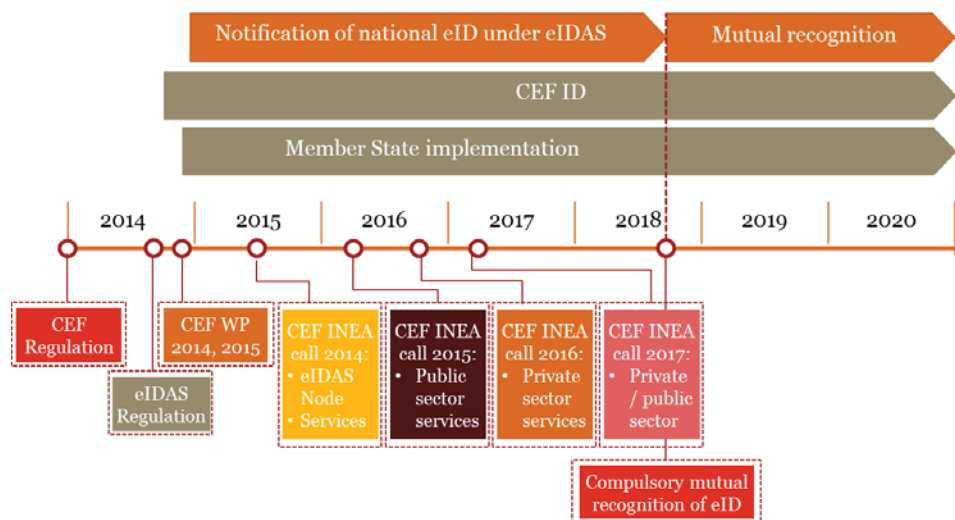 Notification of national eID under eIDAS
Mutual recognition
CEF ID
Member State implementation
2014
2015
2016
2017
2018
2019
2020
CEF
Regulation
eIDAS
Regulation
CEF WP
2014, 2015
CEF INEA
call 2014:
• eIDAS
Node
• Services
CEF INEA
call 2015:
• Public
sector
services
CEF INEA
call 2016:
• Private
sector
services
CEF INEA
call 2017:
• Private
/ public
sector
Compulsory mutual
recognition of eID